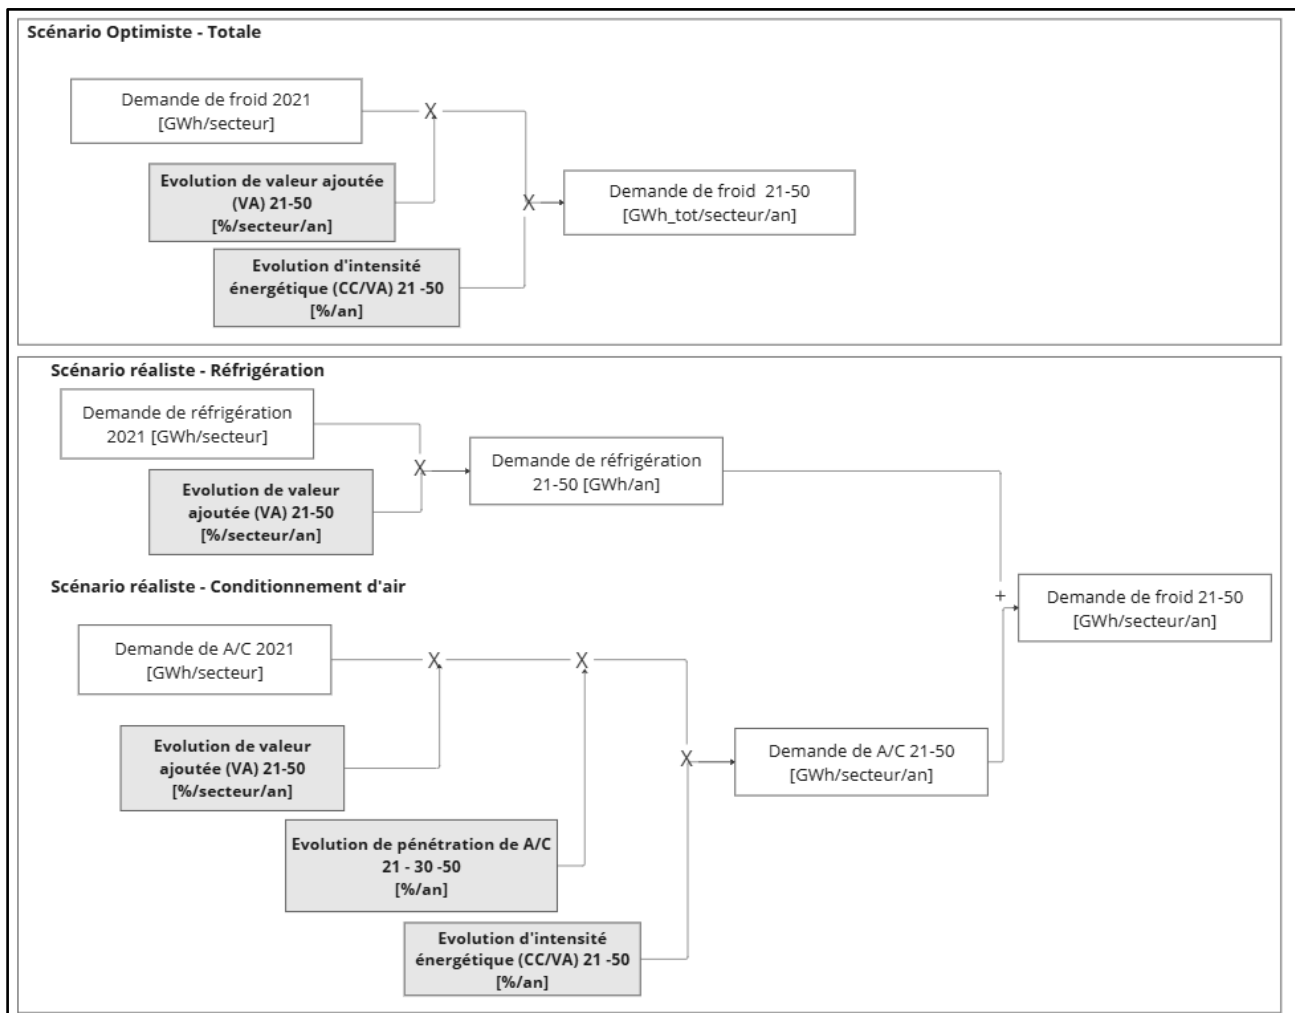 Scénario Optimiste - Totale
Demande de froid 2021
[GWh/secteur]
X
Evolution de valeur ajoutée
(VA) 21-50
[%/secteur/an]
X
Demande de froid  21-50
[GWh_tot/secteur/an]
Evolution d'intensité
énergétique (CC/VA) 21 -50
[%/an]
Scénario réaliste - Réfrigération
Demande de réfrigération
2021 [GWh/secteur]
X
Demande de réfrigération
21-50 [GWh/an]
Evolution de valeur
ajoutée (VA) 21-50
[%/secteur/an]
Scénario réaliste - Conditionnement d'air
+
Demande de froid 21-50
[GWh/secteur/an]
Demande de A/C 2021
[GWh/secteur]
X
X
Evolution de valeur
ajoutée (VA) 21-50
[%/secteur/an]
X
Demande de A/C 21-50
[GWh/secteur/an]
Evolution de pénétration de A/C
21 - 30 -50
[%/an]
Evolution d'intensité
énergétique (CC/VA) 21 -50
[%/an]